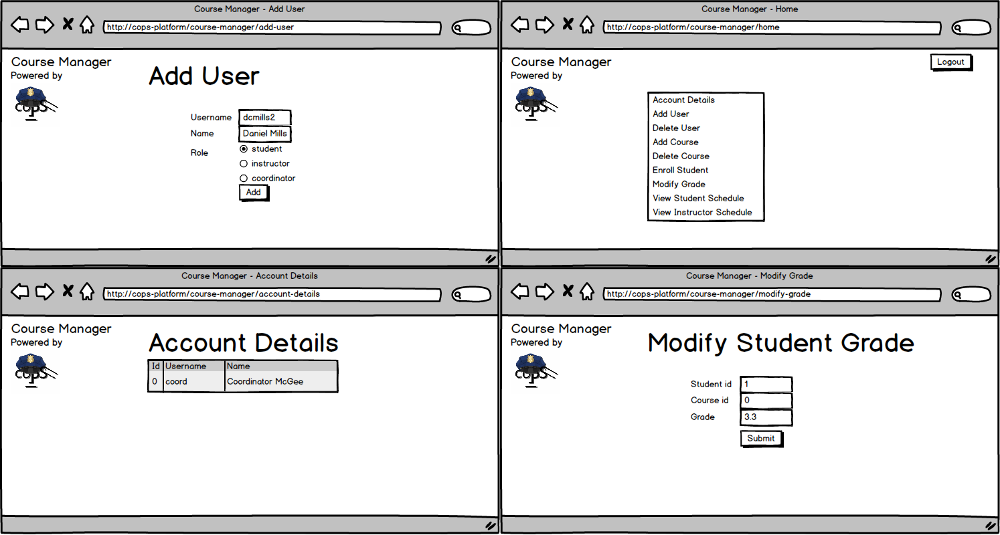 Course Manager - Add User
http://cops-platform/course-manager/add-user
Course Manager
Powered by
COPS
Add User
Username dcmills2
Name Daniel Mills
Role student
instructor
coordinator
Add
Course Manager - Home
http://cops-platform/course-manager/home
Course Manager
Powered by
COPS
Logout
Account Details
Add User
Delete User
Add Course
Delete Course
Enroll Student
Modify Grade
View Student Schedule
View Instructor Schedule
Course Manager - Account Details
http://cops-platform/course-manager/account-details
Course Manager
Powered by
COPS
Account Details
Id Username Name
0 coord Coordinator McGee
Course Manager - Modify Grade
http://cops-platform/course-manager/modify-grade
Course Manager
Powered by
COPS
Modify Student Grade
Student id 1
Course id 0
Grade 3.3
Submit